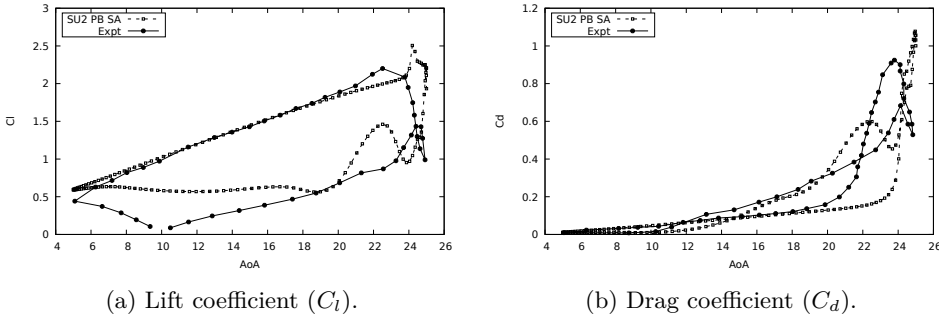 SU2 PB SA
Expt
3
2.5
2
1.5
1
0.5
0
Cl
4 6 8 10 12 14 16 18 20 22 24 26
AoA
(a) Lift coefficient (C_l).
SU2 PB SA
Expt
1.2
1
0.8
0.6
0.4
0.2
0
Cd
4 6 8 10 12 14 16 18 20 22 24 26
AoA
(b) Drag coefficient (C_d).